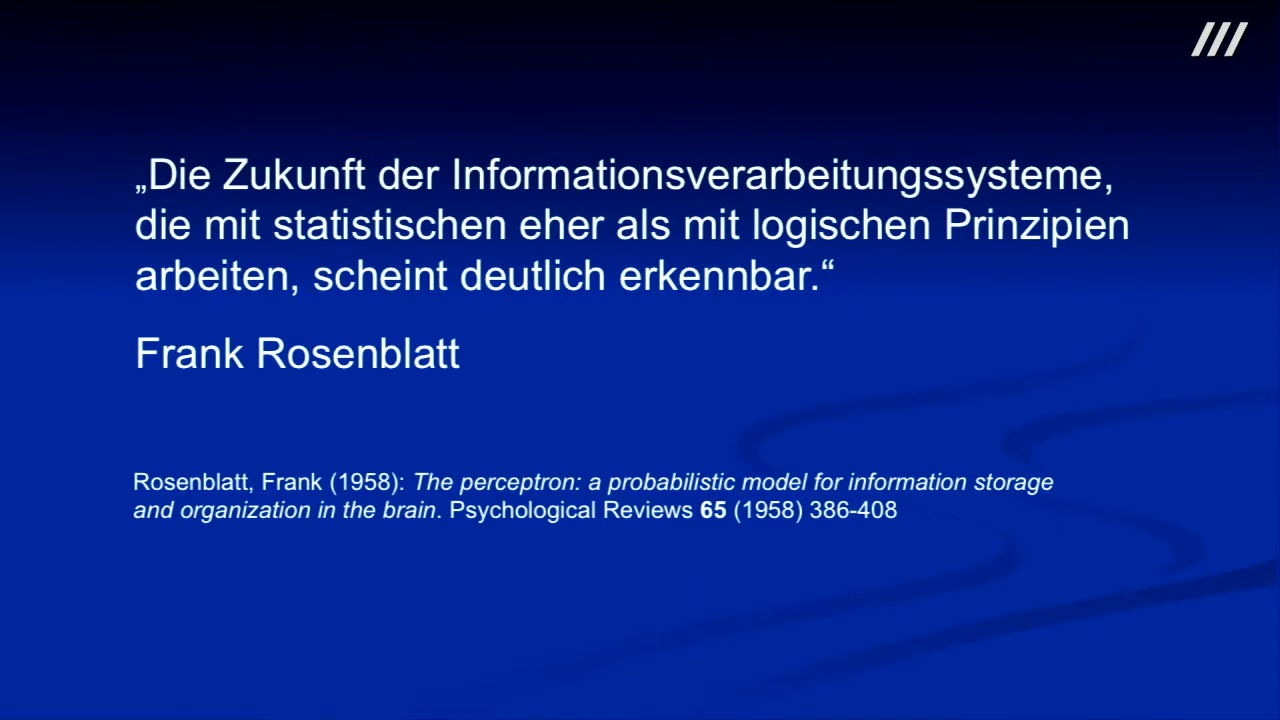 „Die Zukunft der Informationsverarbeitungssysteme,
die mit statistischen eher als mit logischen Prinzipien
arbeiten, scheint deutlich erkennbar.“
Frank Rosenblatt
Rosenblatt, Frank (1958): The perceptron: a probabilistic model for information storage
and organization in the brain. Psychological Reviews 65 (1958) 386-408